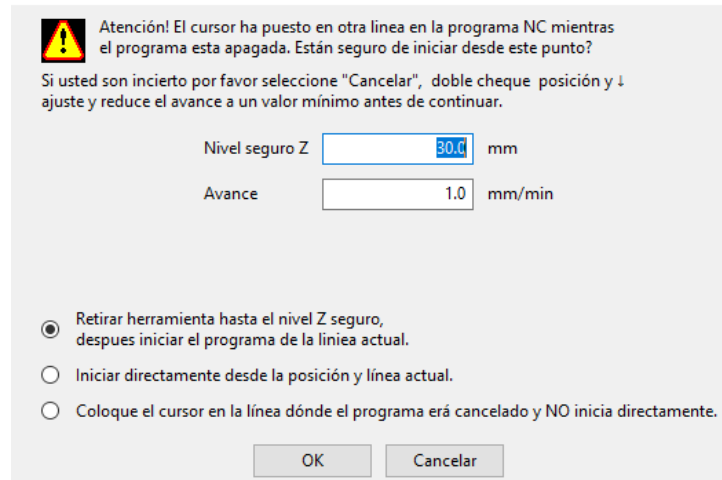 Atención! El cursor ha puesto en otra linea en la programa NC mientras
el programa esta apagada. Están seguro de iniciar desde este punto?
Si usted son incierto por favor seleccione "Cancelar", doble cheque posición y ↓
ajuste y reduce el avance a un valor mínimo antes de continuar.
Nivel seguro Z 30.0 mm
Avance 1.0 mm/min
Retirar herramienta hasta el nivel Z seguro,
despues iniciar el programa de la liniea actual.
Iniciar directamente desde la posición y línea actual.
Coloque el cursor en la línea dónde el programa erá cancelado y NO inicia directamente.
OK Cancelar